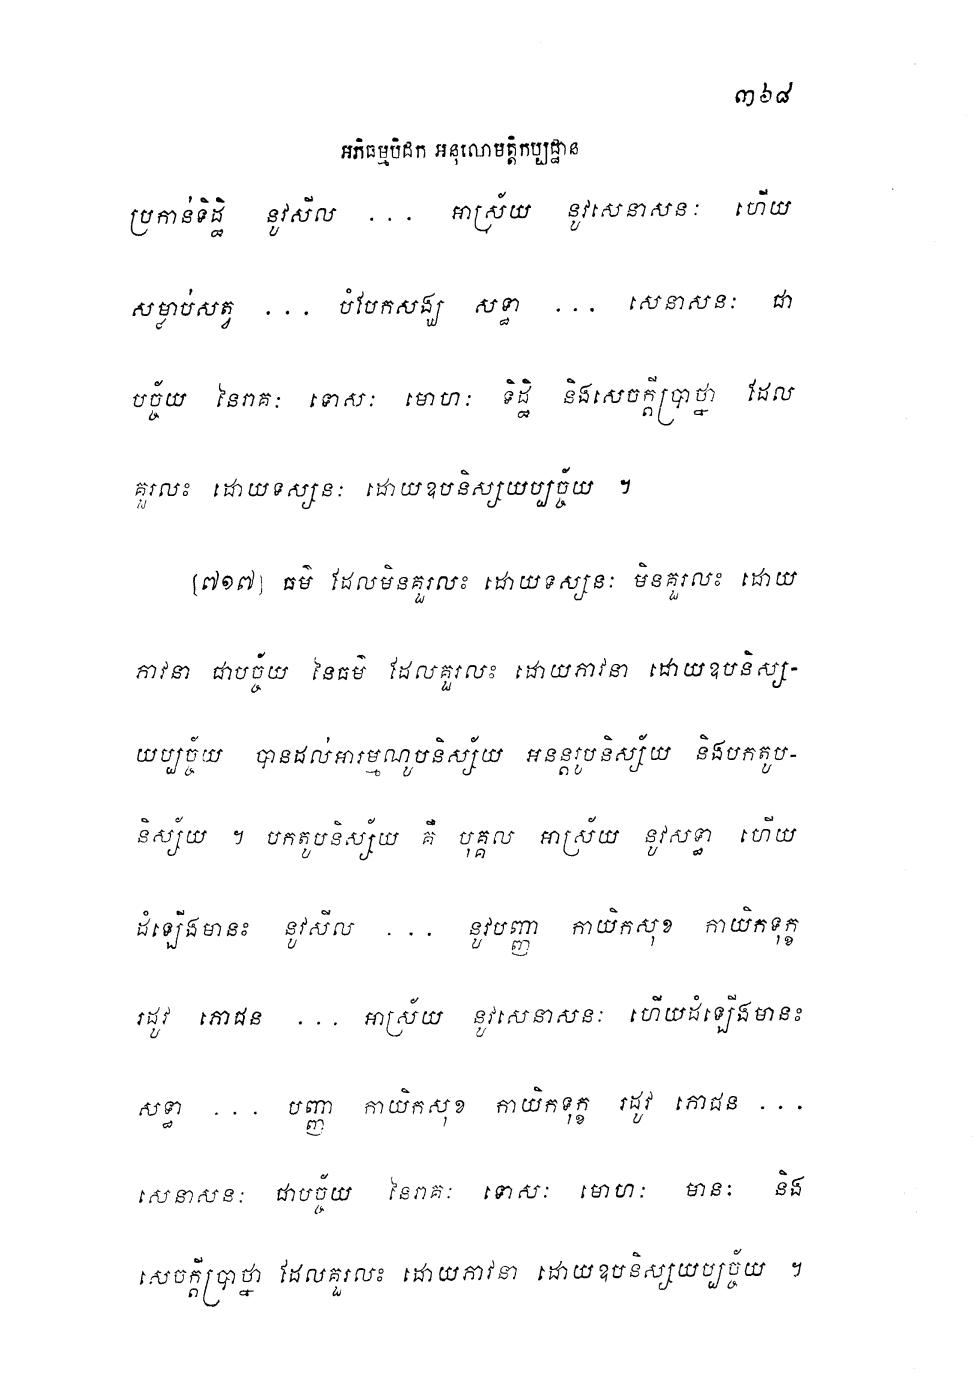 ៣៦៨
អភិធម្មបិដក អនុលោមត្តិកប្បដ្ឋាន
ប្រកាន់ទិដ្ឋិ នូវសីល ... អាស្រ័យ នូវសេនាសនៈ ហើយ
សម្លាប់សត្វ ... បំបែកសង្ឃ សទ្ធា ... សេនាសនៈ ជា
បច្ច័យ នៃរាគៈ ទោសៈ មោហៈ ទិដ្ឋិ និងសេចក្តីប្រាថ្នា ដែល
គួរលះ ដោយទស្សនៈ ដោយឧបនិស្សយប្បច្ច័យ ។
[៧១៧] ធម៌ ដែលមិនគួរលះ ដោយទស្សនៈ មិនគួរលះ ដោយ
ភាវនា ជាបច្ច័យ នៃធម៌ ដែលគួរលះ ដោយភាវនា ដោយឧបនិស្ស-
យប្បច្ច័យ បានដល់អារម្មណូបនិស្ស័យ អនន្តរូបនិស្ស័យ និងបកតូប-
និស្ស័យ ។ បកតូបនិស្ស័យ គឺ បុគ្គល អាស្រ័យ នូវសទ្ធា ហើយ
ដំឡើងមានះ នូវសីល ... នូវបញ្ញា កាយិកសុខ កាយិកទុក្ខ
រដូវ ភោជន ... អាស្រ័យ នូវសេនាសនៈ ហើយដំឡើងមានះ
សទ្ធា ... បញ្ញា កាយិកសុខ កាយិកទុក្ខ រដូវ ភោជន ...
សេនាសនៈ ជាបច្ច័យ នៃរាគៈ ទោសៈ មោហៈ មានះ និង
សេចក្តីប្រាថ្នា ដែលគួរលះ ដោយភាវនា ដោយឧបនិស្សយប្បច្ច័យ ។